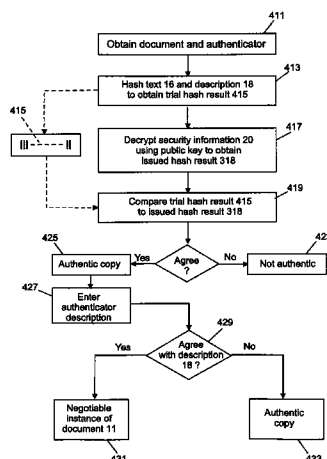 411
Obtain document and authenticator
413
Hash text 16 and description 18
to obtain trial hash result 415
415
417
Decrypt security information 20
using public key to obtain
issued hash result 318
419
Compare trial hash result 415
to issued hash result 318
425
Yes
Agree
?
No
Authentic copy
Not authentic
427
Enter
authenticator
description
429
Yes
Agree
with description
18 ?
No
Negotiable
instance of
document 11
Authentic
copy